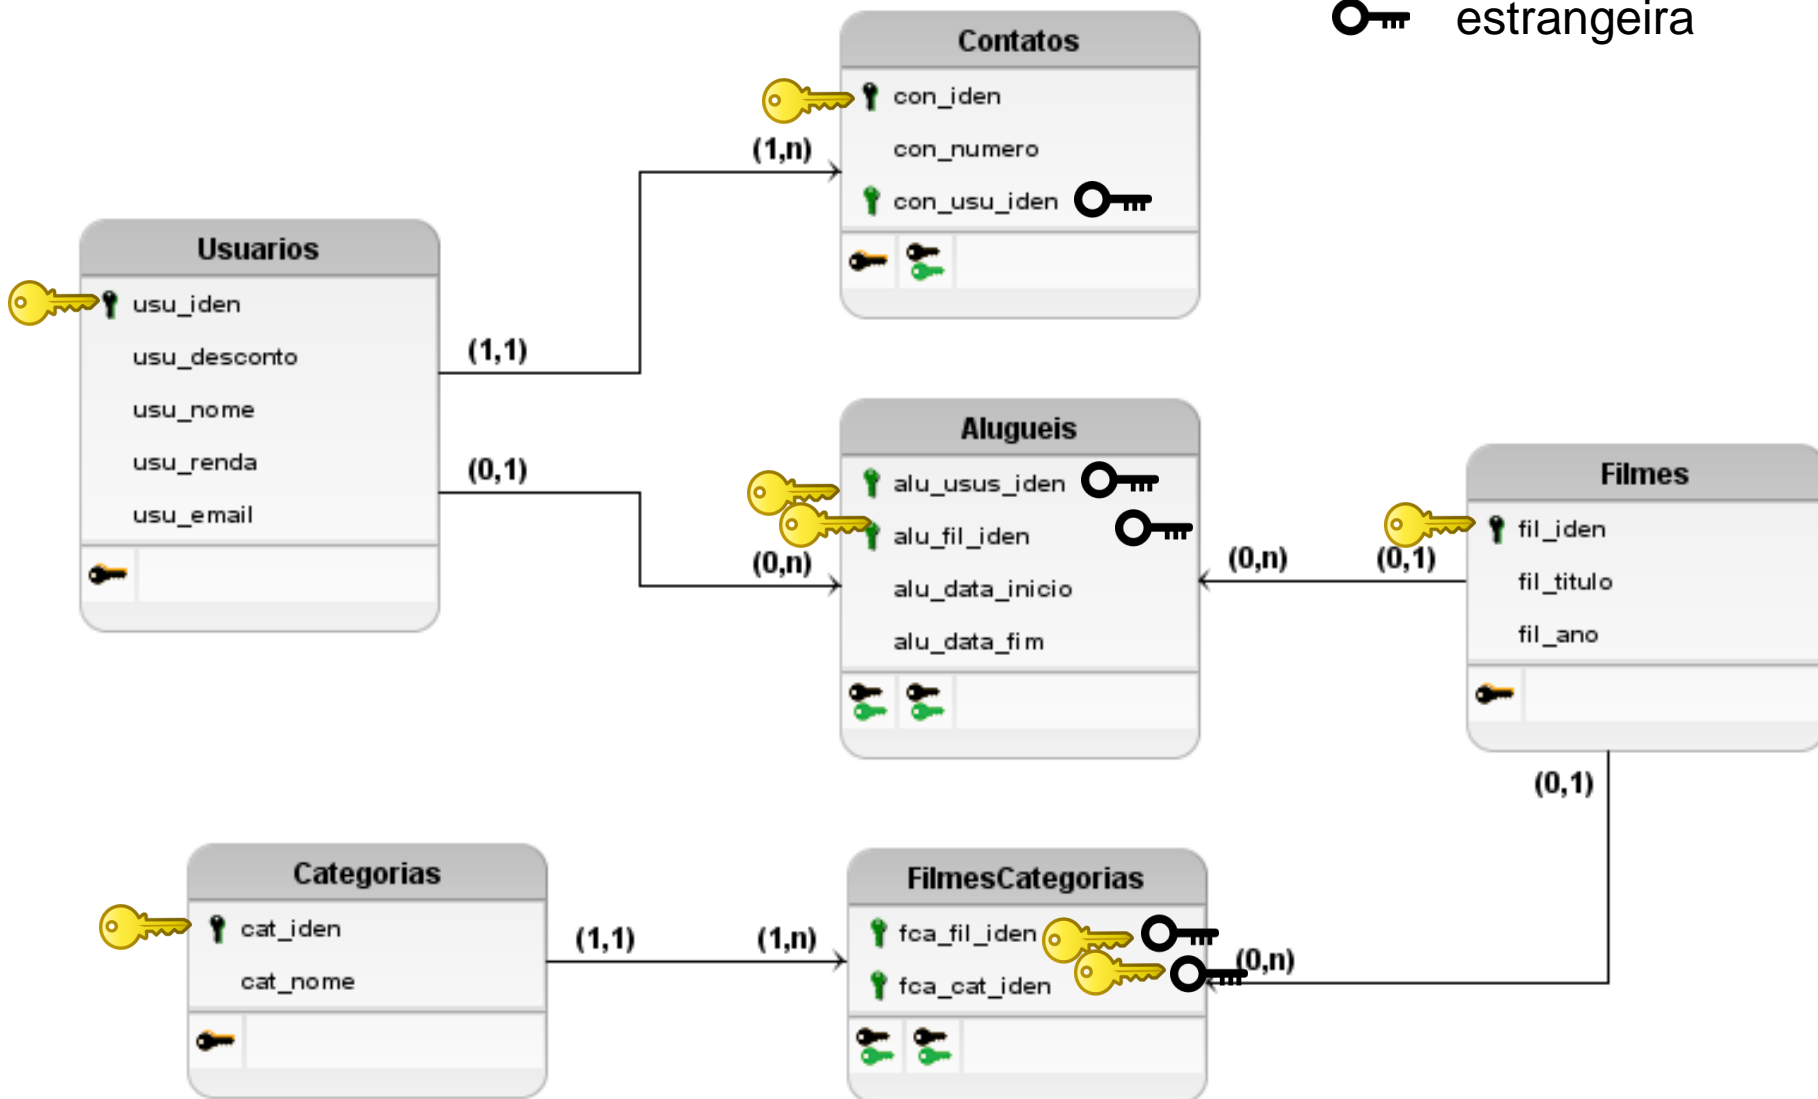 estrangeira
Contatos
con_iden
con_numero
con_usu_iden
(1,n)
Usuarios
usu_iden
usu_desconto
usu_nome
usu_renda
usu_email
(1,1)
(0,1)
Alugueis
alu_usus_iden
alu_fil_iden
alu_data_inicio
alu_data_fim
(0,n)
(0,n)
(0,1)
Filmes
fil_iden
fil_titulo
fil_ano
(0,1)
Categorias
cat_iden
cat_nome
(1,1)
(1,n)
FilmesCategorias
fca_fil_iden
fca_cat_iden
(0,n)